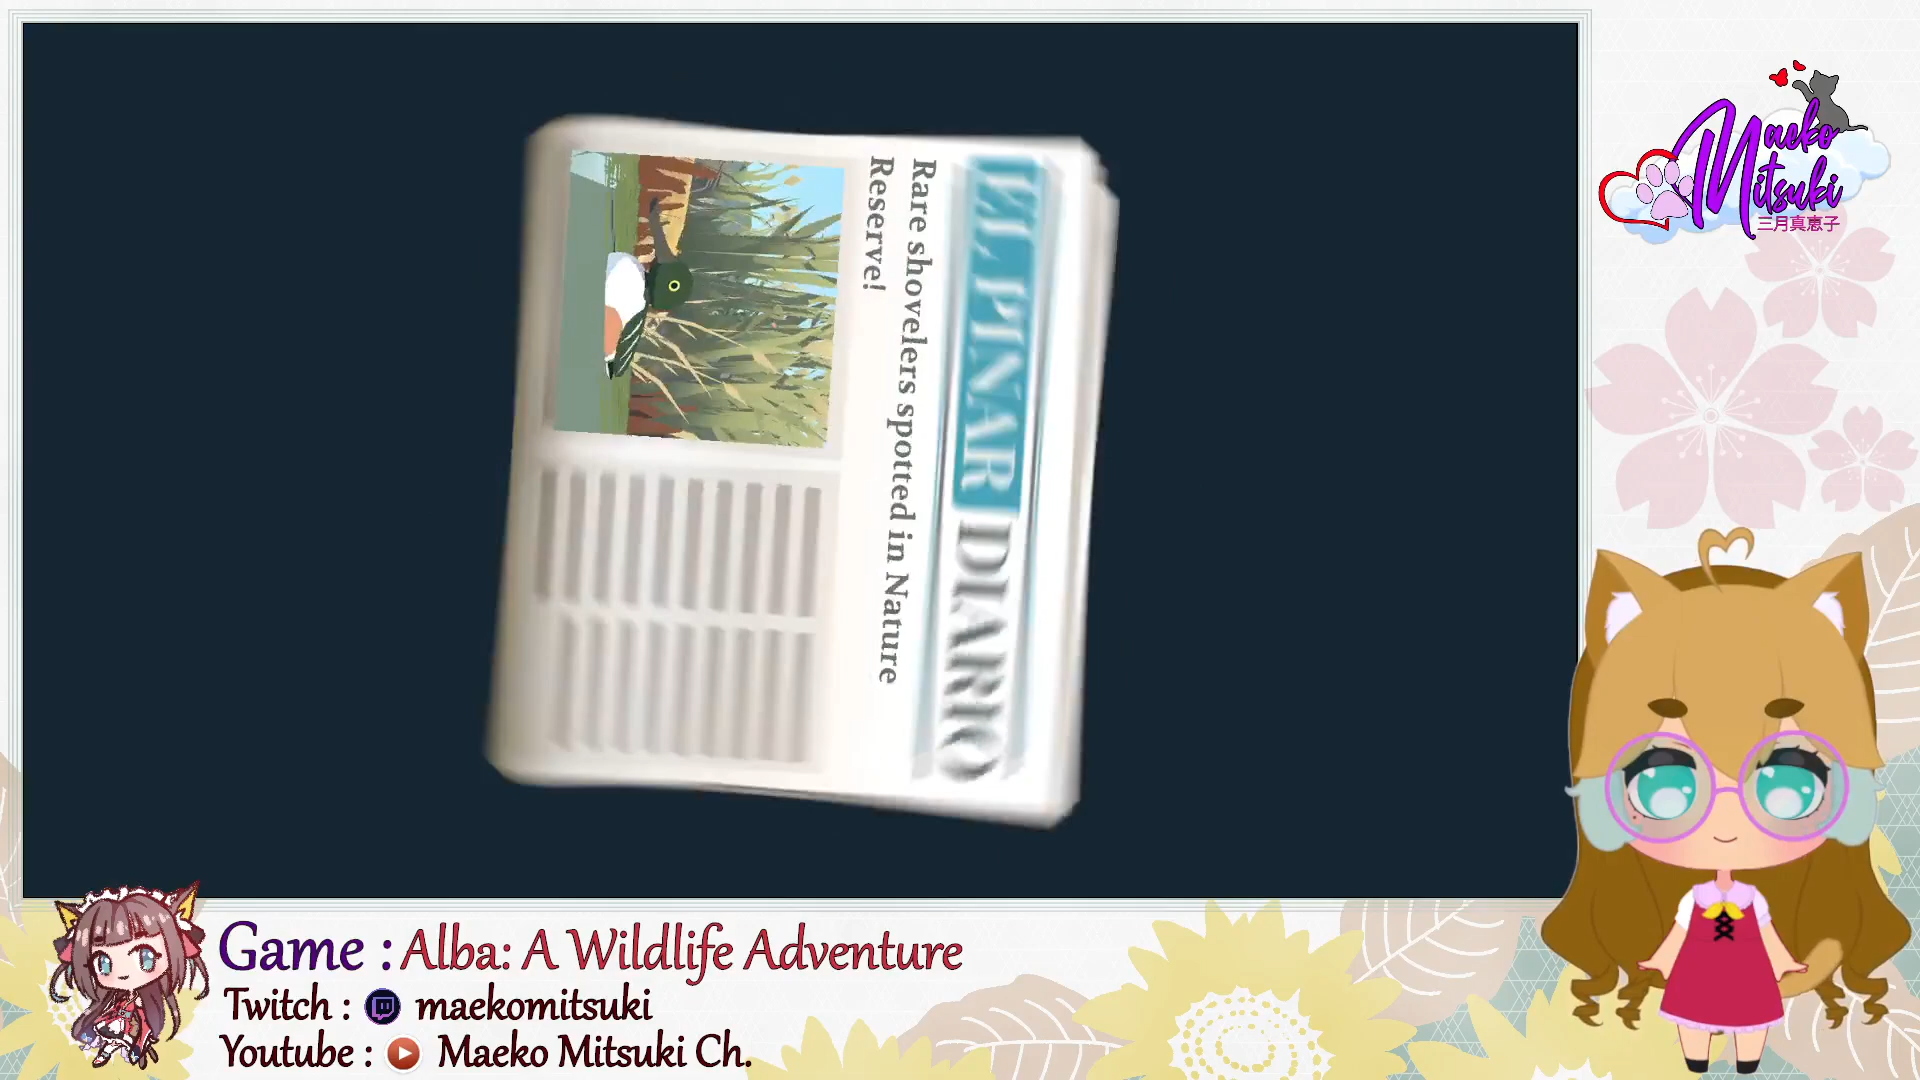 EL PINAR DIARIO
Rare shovelers spotted in Nature
Reserve!
Maeko
Mitsuki
三月真恵子
Game : Alba: A Wildlife Adventure
Twitch : maekomitsuki
Youtube : Maeko Mitsuki Ch.